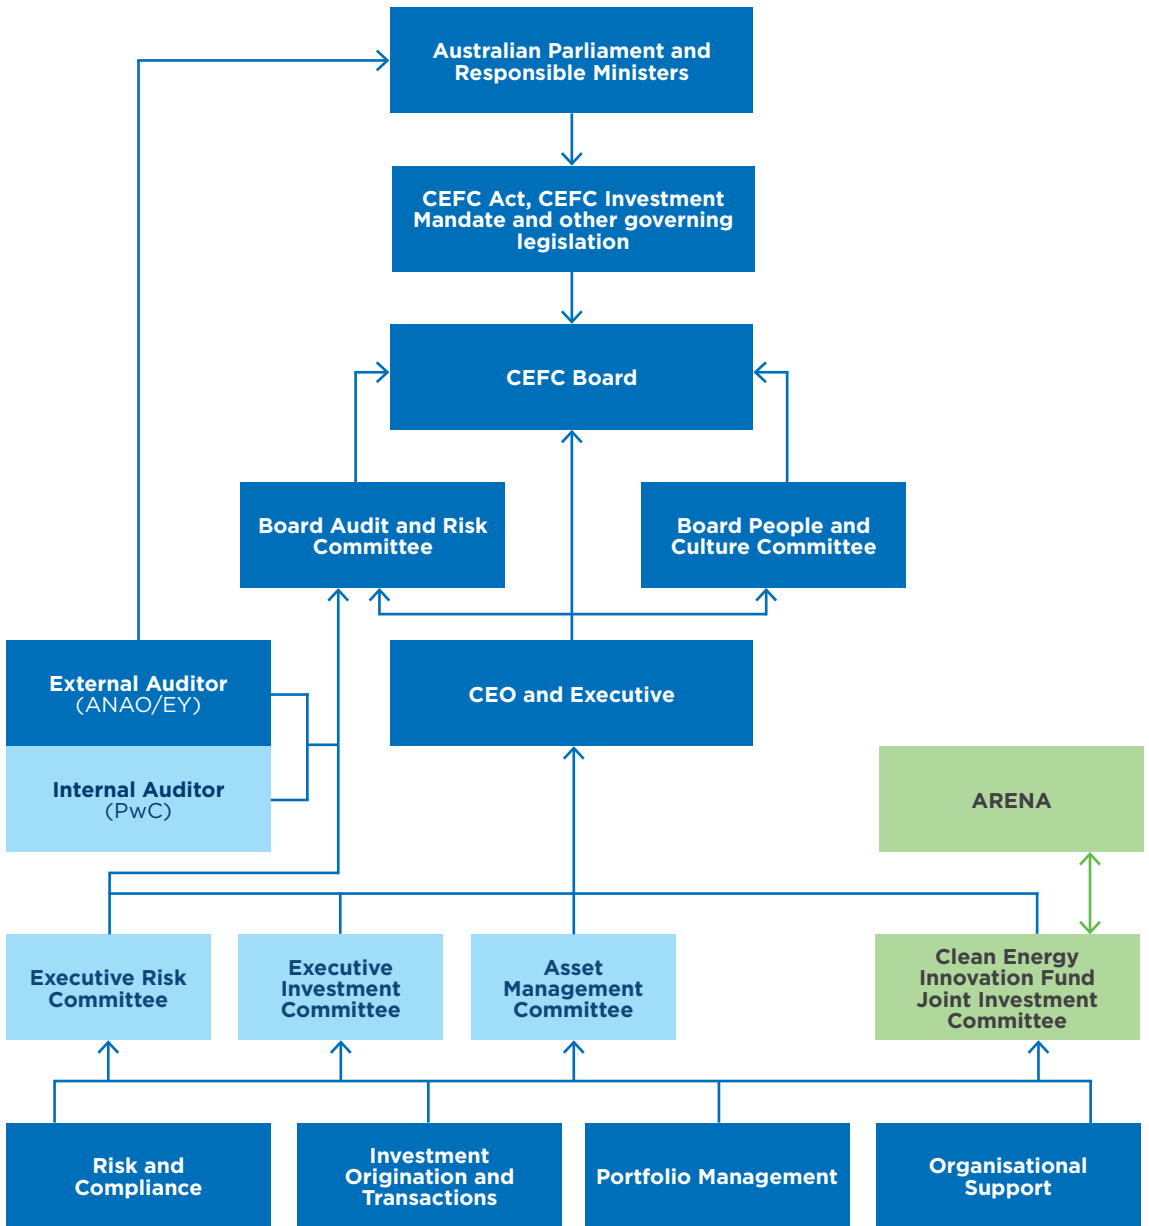 Australian Parliament and
Responsible Ministers
CEFC Act, CEFC Investment
Mandate and other governing
legislation
CEFC Board
Board Audit and Risk
Committee
Board People and
Culture Committee
External Auditor
(ANAO/EY)
CEO and Executive
Internal Auditor
(PwC)
ARENA
Executive Risk
Committee
Executive
Investment
Committee
Asset
Management
Committee
Clean Energy
Innovation Fund
Joint Investment
Committee
Risk and
Compliance
Investment
Origination and
Transactions
Portfolio Management
Organisational
Support